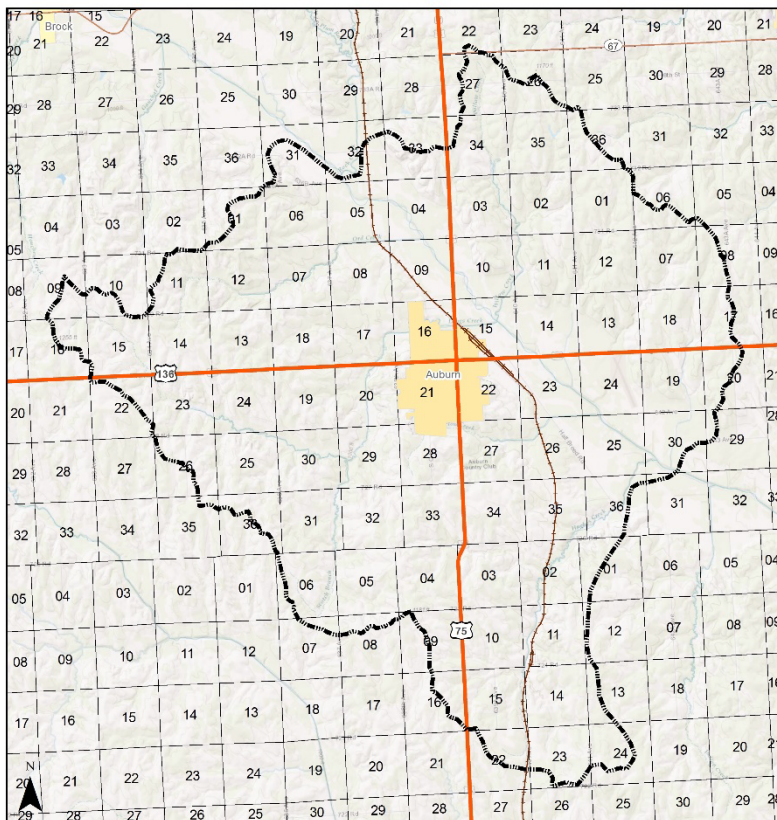 17 16 15
Brock
20 21 22 23 24 19 20 21 22 23 24 19 20 21
67
29 28 27 26 25 30 29 28 27 26 25 30 29 28
32 33 34 35 36 31 32 33 34 35 36 31 32 33
05 04 03 02 01 06 05 04 03 02 01 06 05 04
08 09 10 11 12 07 08 09 10 11 12 07 08 09
17 16 15 14 13 18 17 16 15 14 13 18 17 16
136
Auburn
20 21 22 23 24 19 20 21 22 23 24 19 20 21
28
29 28 27 26 25 30 29 28 27 26 25 30 29
Auburn
Country Club
32 33 34 35 36 31 32 33 34 35 36 31 32 33
05 04 03 02 01 06 05 04 03 02 01 06 05 04
75
08 09 10 11 12 07 08 09 10 11 12 07 08 09
17 16 15 14 13 18 17 16 15 14 13 18 17 16
N
20 21 22 23 24 19 20 21 22 23 24 19 20 21
29 28 27 26 25 30 29 28 27 26 25 30 29 28